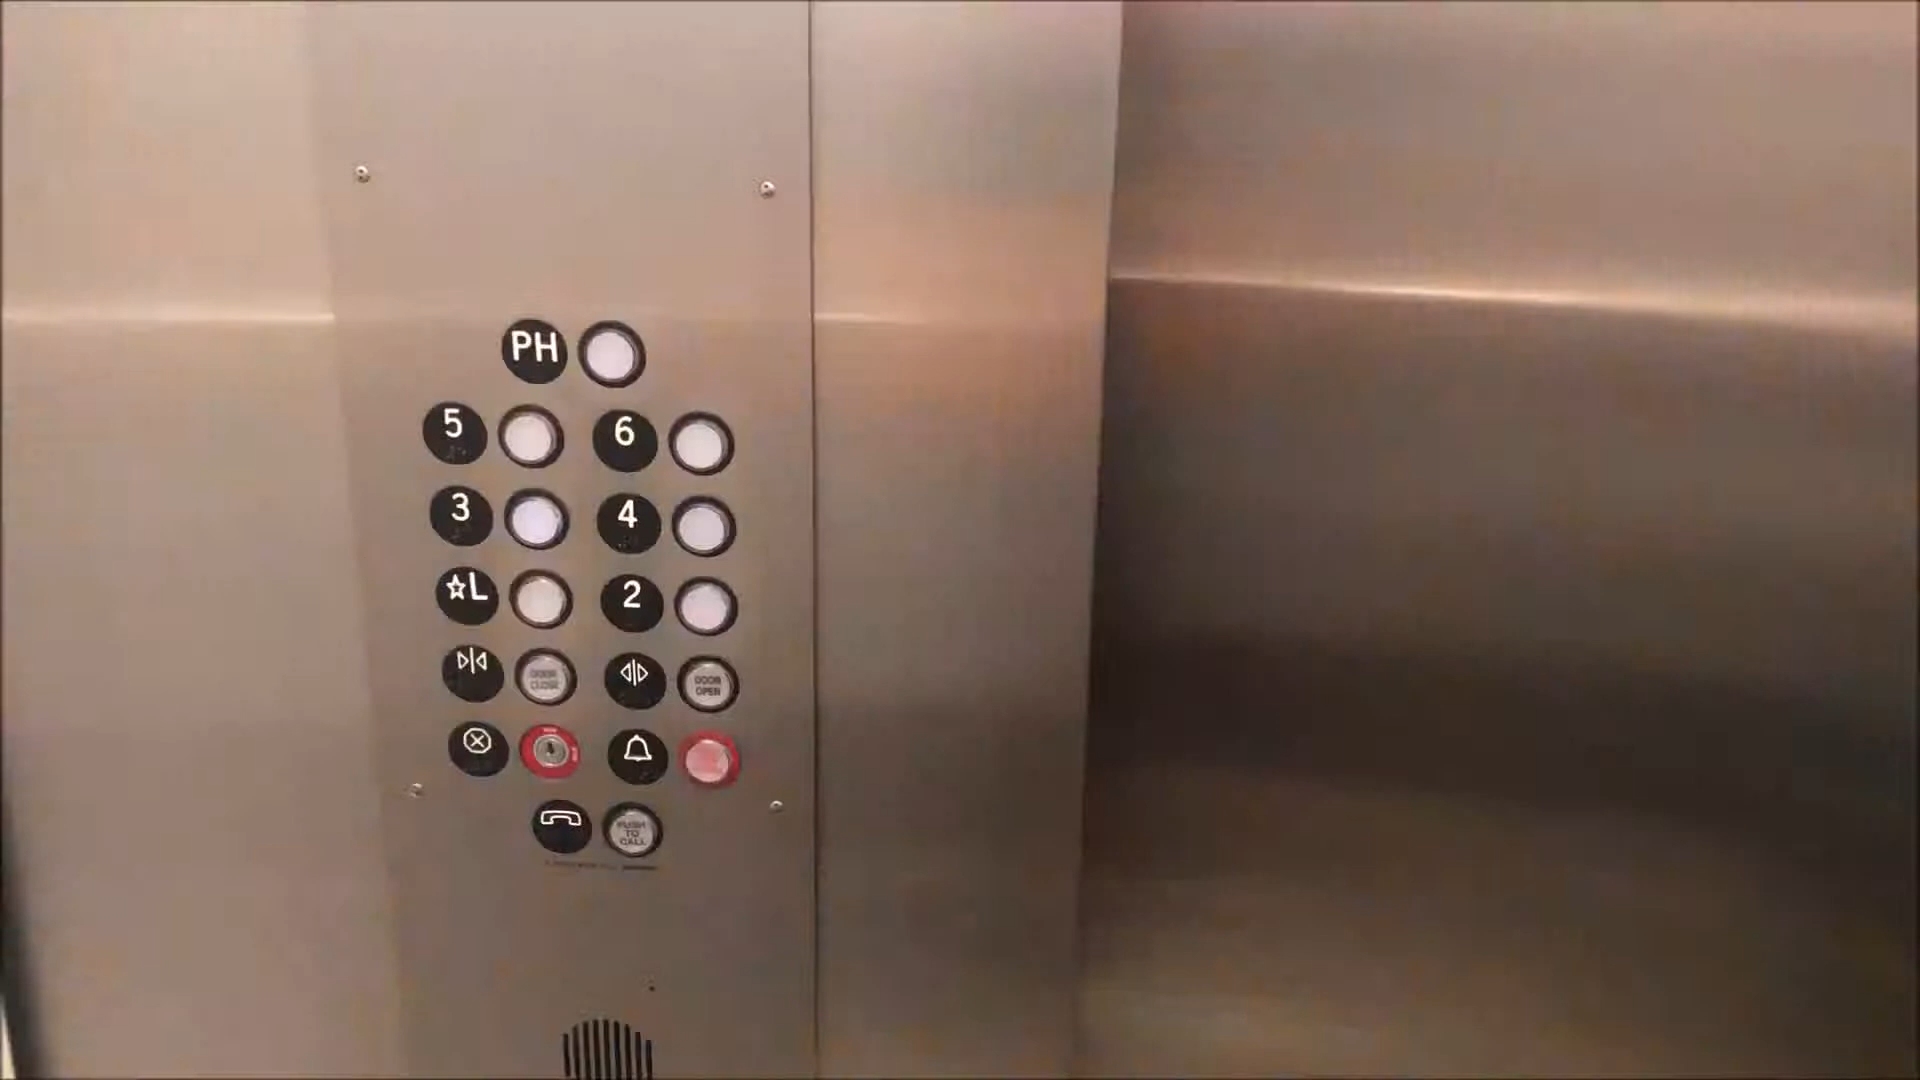 PH
5 6
3 4
☆L 2
DOOR CLOSE DOOR OPEN
PUSH
TO
CALL